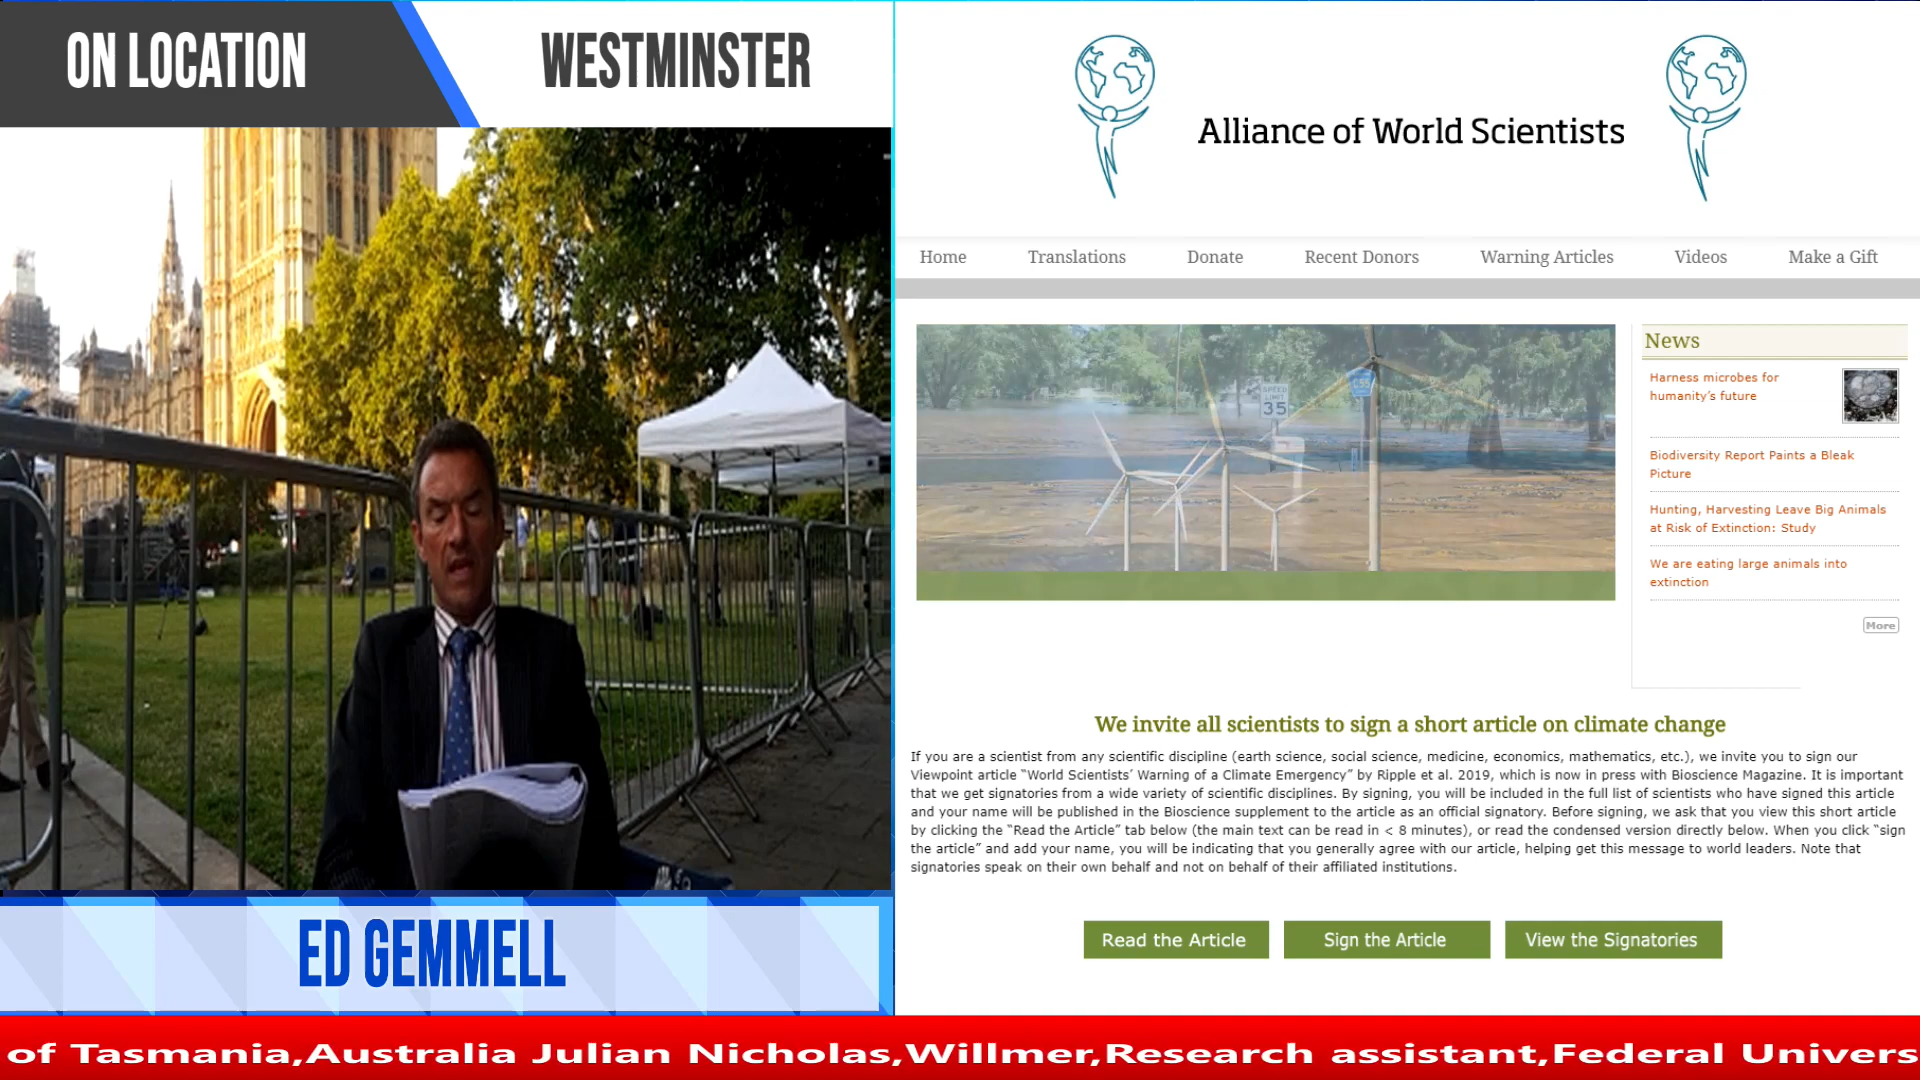 ON LOCATION
WESTMINSTER
ED GEMMELL
Alliance of World Scientists
Home
Translations
Donate
Recent Donors
Warning Articles
Videos
Make a Gift
SPEED
LIMIT
35
News
Harness microbes for
humanity's future
Biodiversity Report Paints a Bleak
Picture
Hunting, Harvesting Leave Big Animals
at Risk of Extinction: Study
We are eating large animals into
extinction
More
We invite all scientists to sign a short article on climate change
If you are a scientist from any scientific discipline (earth science, social science, medicine, economics, mathematics, etc.), we invite you to sign our
Viewpoint article "World Scientists' Warning of a Climate Emergency" by Ripple et al. 2019, which is now in press with Bioscience Magazine. It is important
that we get signatories from a wide variety of scientific disciplines. By signing, you will be included in the full list of scientists who have signed this article
and your name will be published in the Bioscience supplement to the article as an official signatory. Before signing, we ask that you view this short article
by clicking the "Read the Article" tab below (the main text can be read in < 8 minutes), or read the condensed version directly below. When you click "sign
the article" and add your name, you will be indicating that you generally agree with our article, helping get this message to world leaders. Note that
signatories speak on their own behalf and not on behalf of their affiliated institutions.
Read the Article
Sign the Article
View the Signatories
of Tasmania,Australia Julian Nicholas,Willmer,Research assistant,Federal Univers